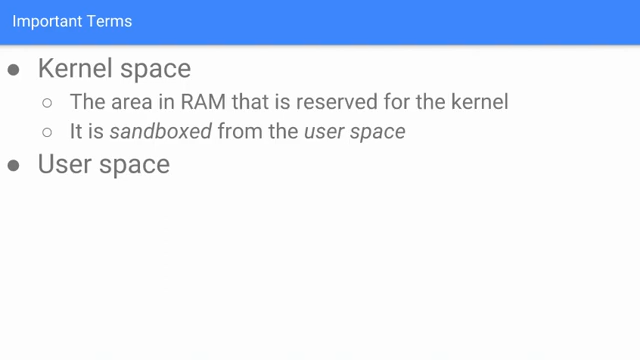 Important Terms
● Kernel space
○ The area in RAM that is reserved for the kernel
○ It is sandboxed from the user space
● User space